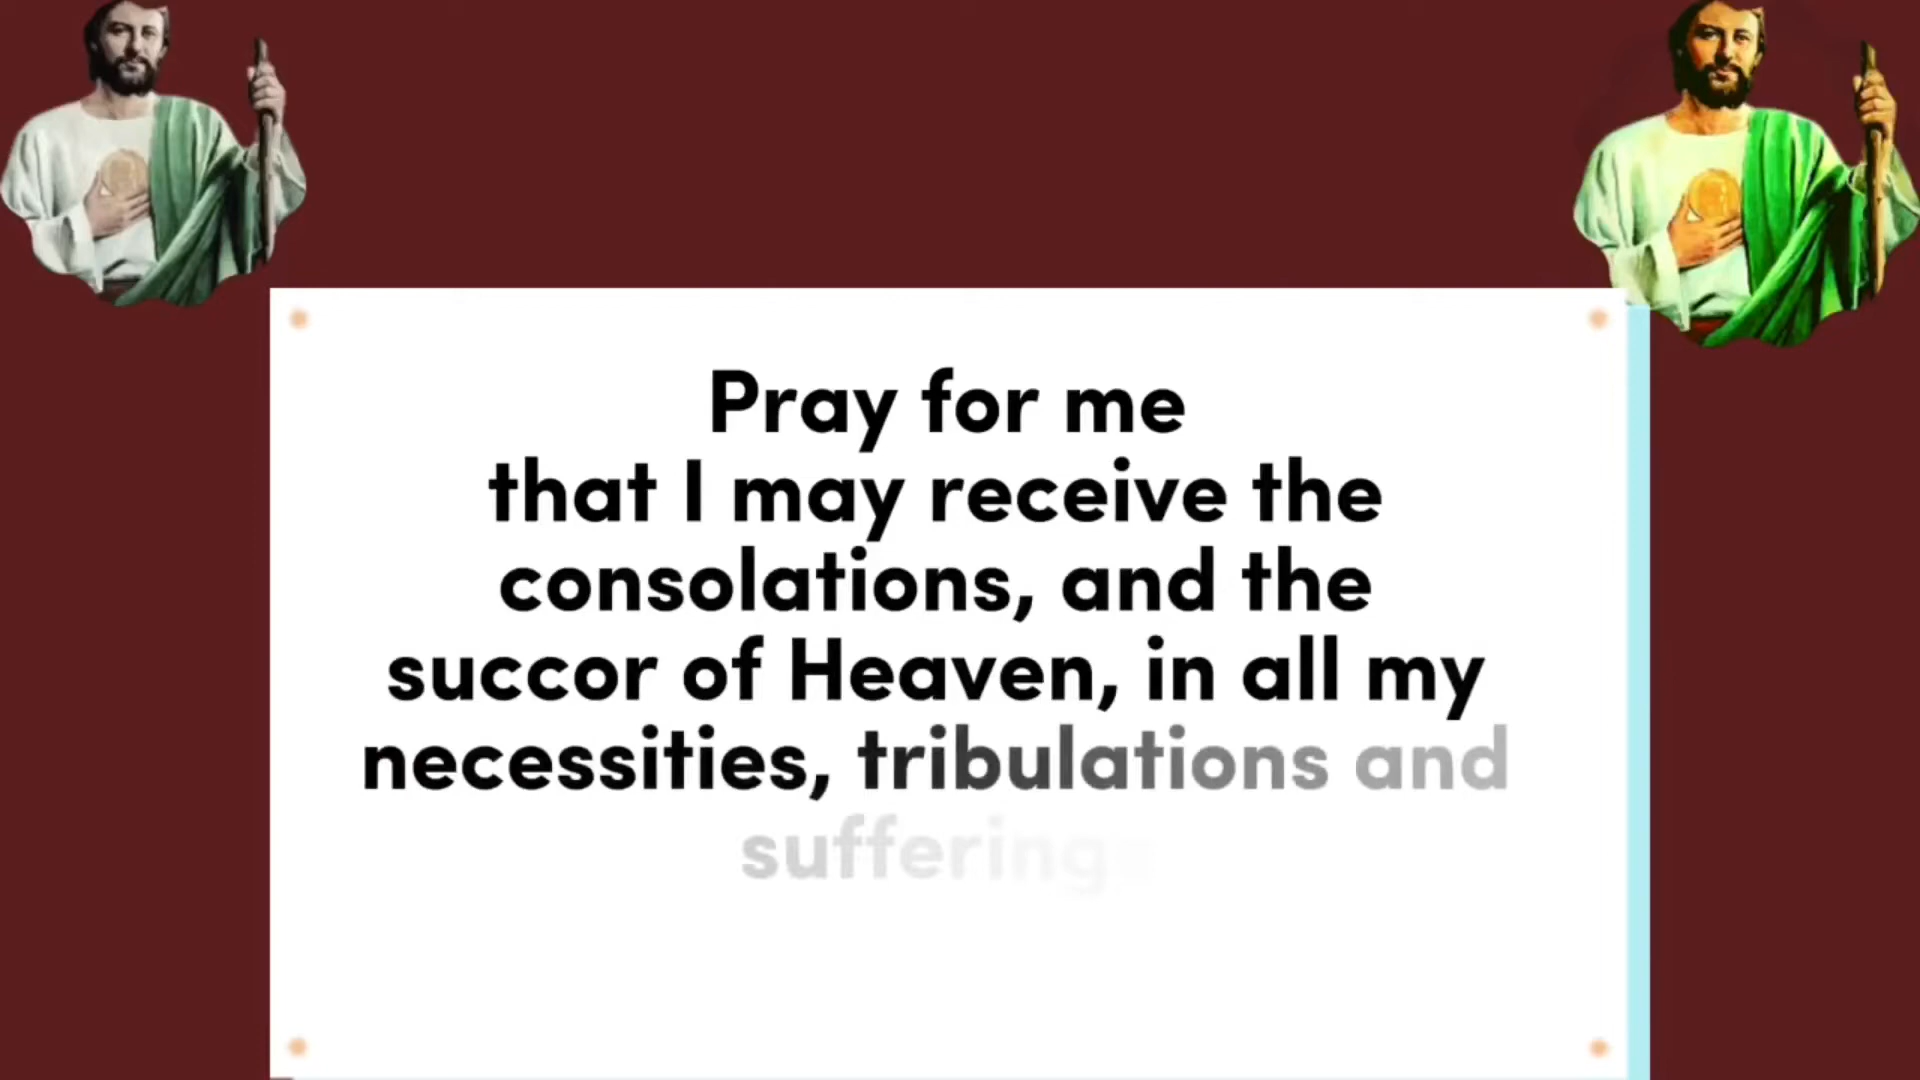 Pray for me
that I may receive the
consolations, and the
succor of Heaven, in all my
necessities, tribulations and
sufferings